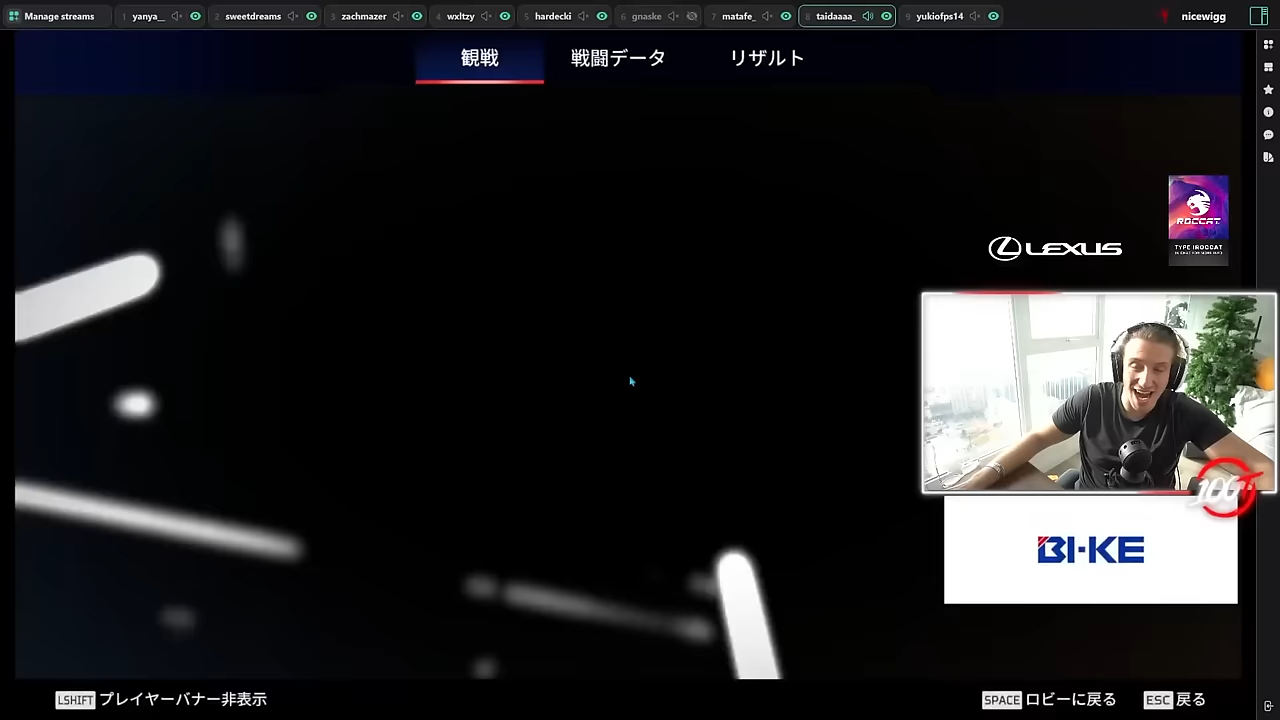 Manage streams
1 yanya__
2 sweetdreams
3 zachmazer
4 wxltzy
5 hardecki
6 gnaske
7 matafe_
8 taidaaaa_
9 yukiofps14
nicewigg
観戦
戦闘データ
リザルト
ROCCAT
LEXUS
100T
BI-KE
LSHIFT プレイヤーバナー非表示
SPACE ロビーに戻る
ESC 戻る